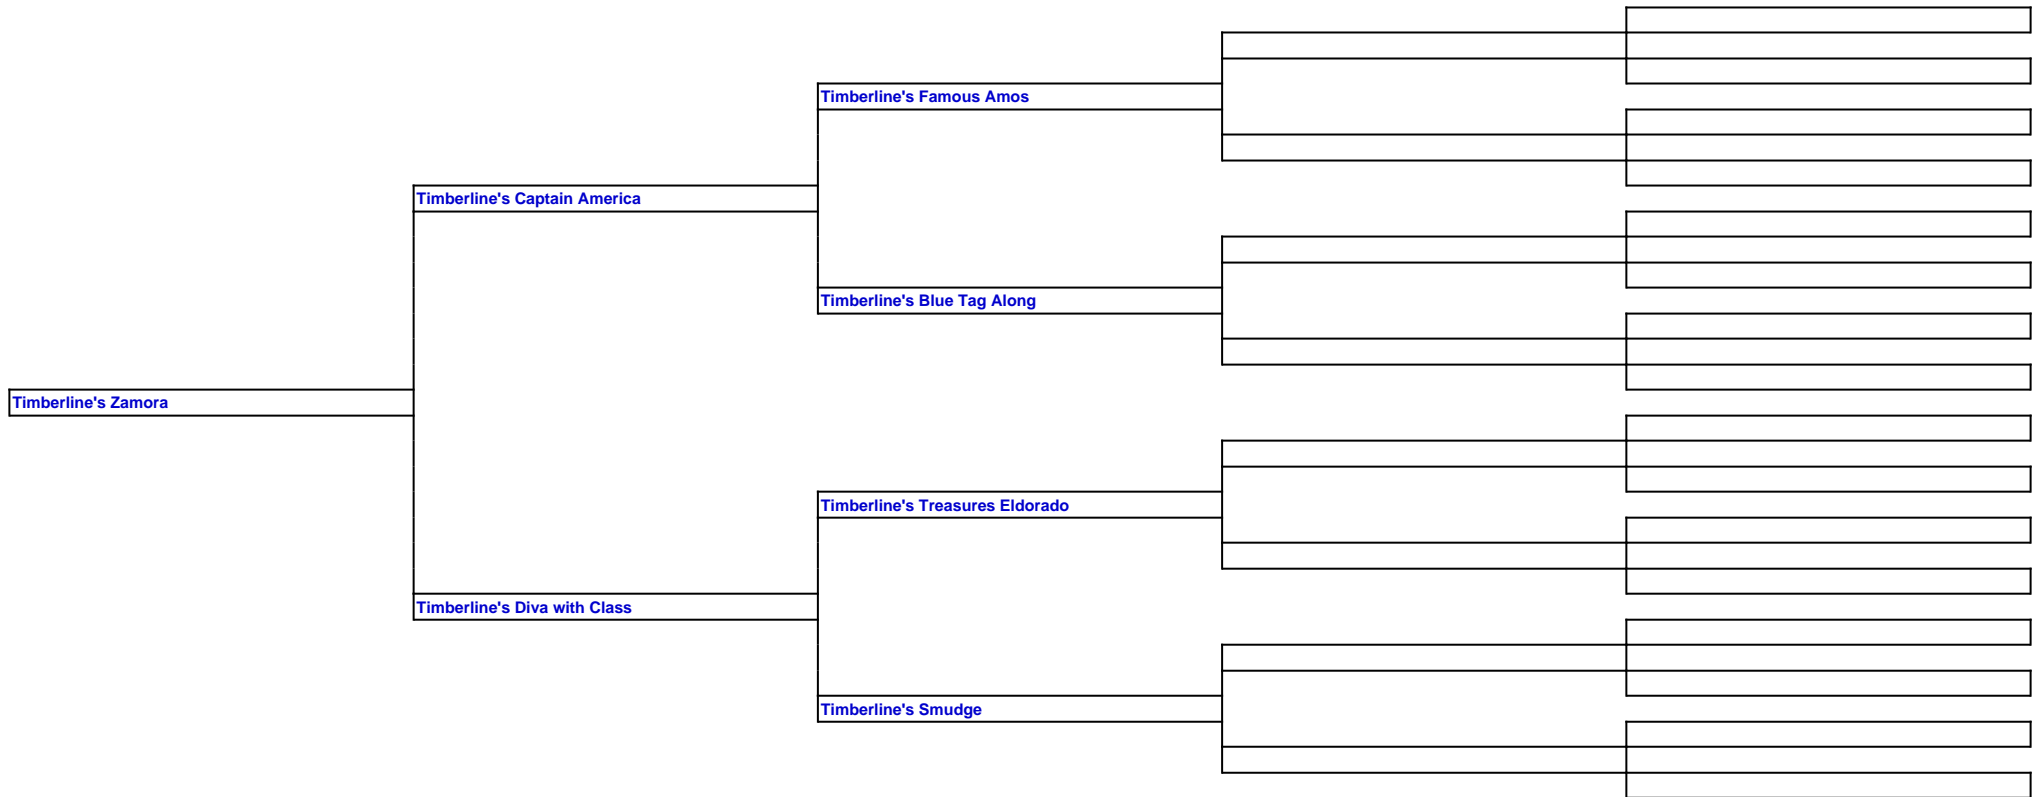 Timberline's Famous Amos
Timberline's Captain America
Timberline's Blue Tag Along
Timberline's Zamora
Timberline's Treasures Eldorado
Timberline's Diva with Class
Timberline's Smudge